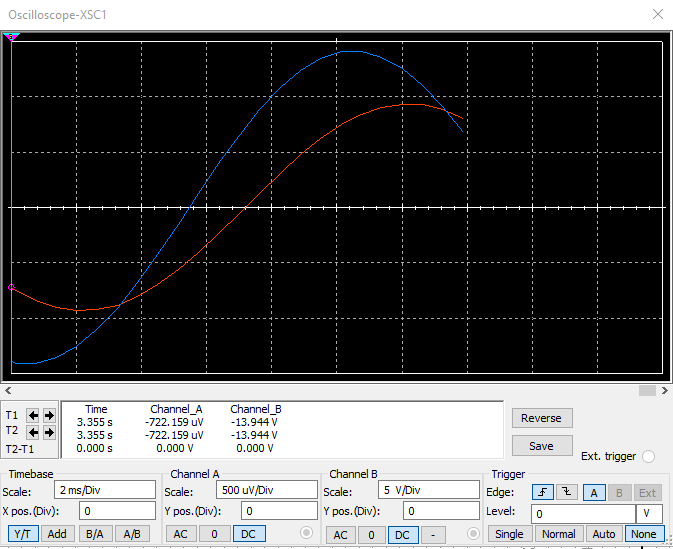 Oscilloscope-XSC1
T1
T2
T2-T1
Time Channel_A Channel_B
3.355 s -722.159 uV -13.944 V
3.355 s -722.159 uV -13.944 V
0.000 s 0.000 V 0.000 V
Reverse
Save
Ext. trigger
Timebase
Scale: 2 ms/Div
X pos.(Div): 0
Y/T Add B/A A/B
Channel A
Scale: 500 uV/Div
Y pos.(Div): 0
AC 0 DC
Channel B
Scale: 5 V/Div
Y pos.(Div): 0
AC 0 DC -
Trigger
Edge: A B Ext
Level: 0 V
Single Normal Auto None